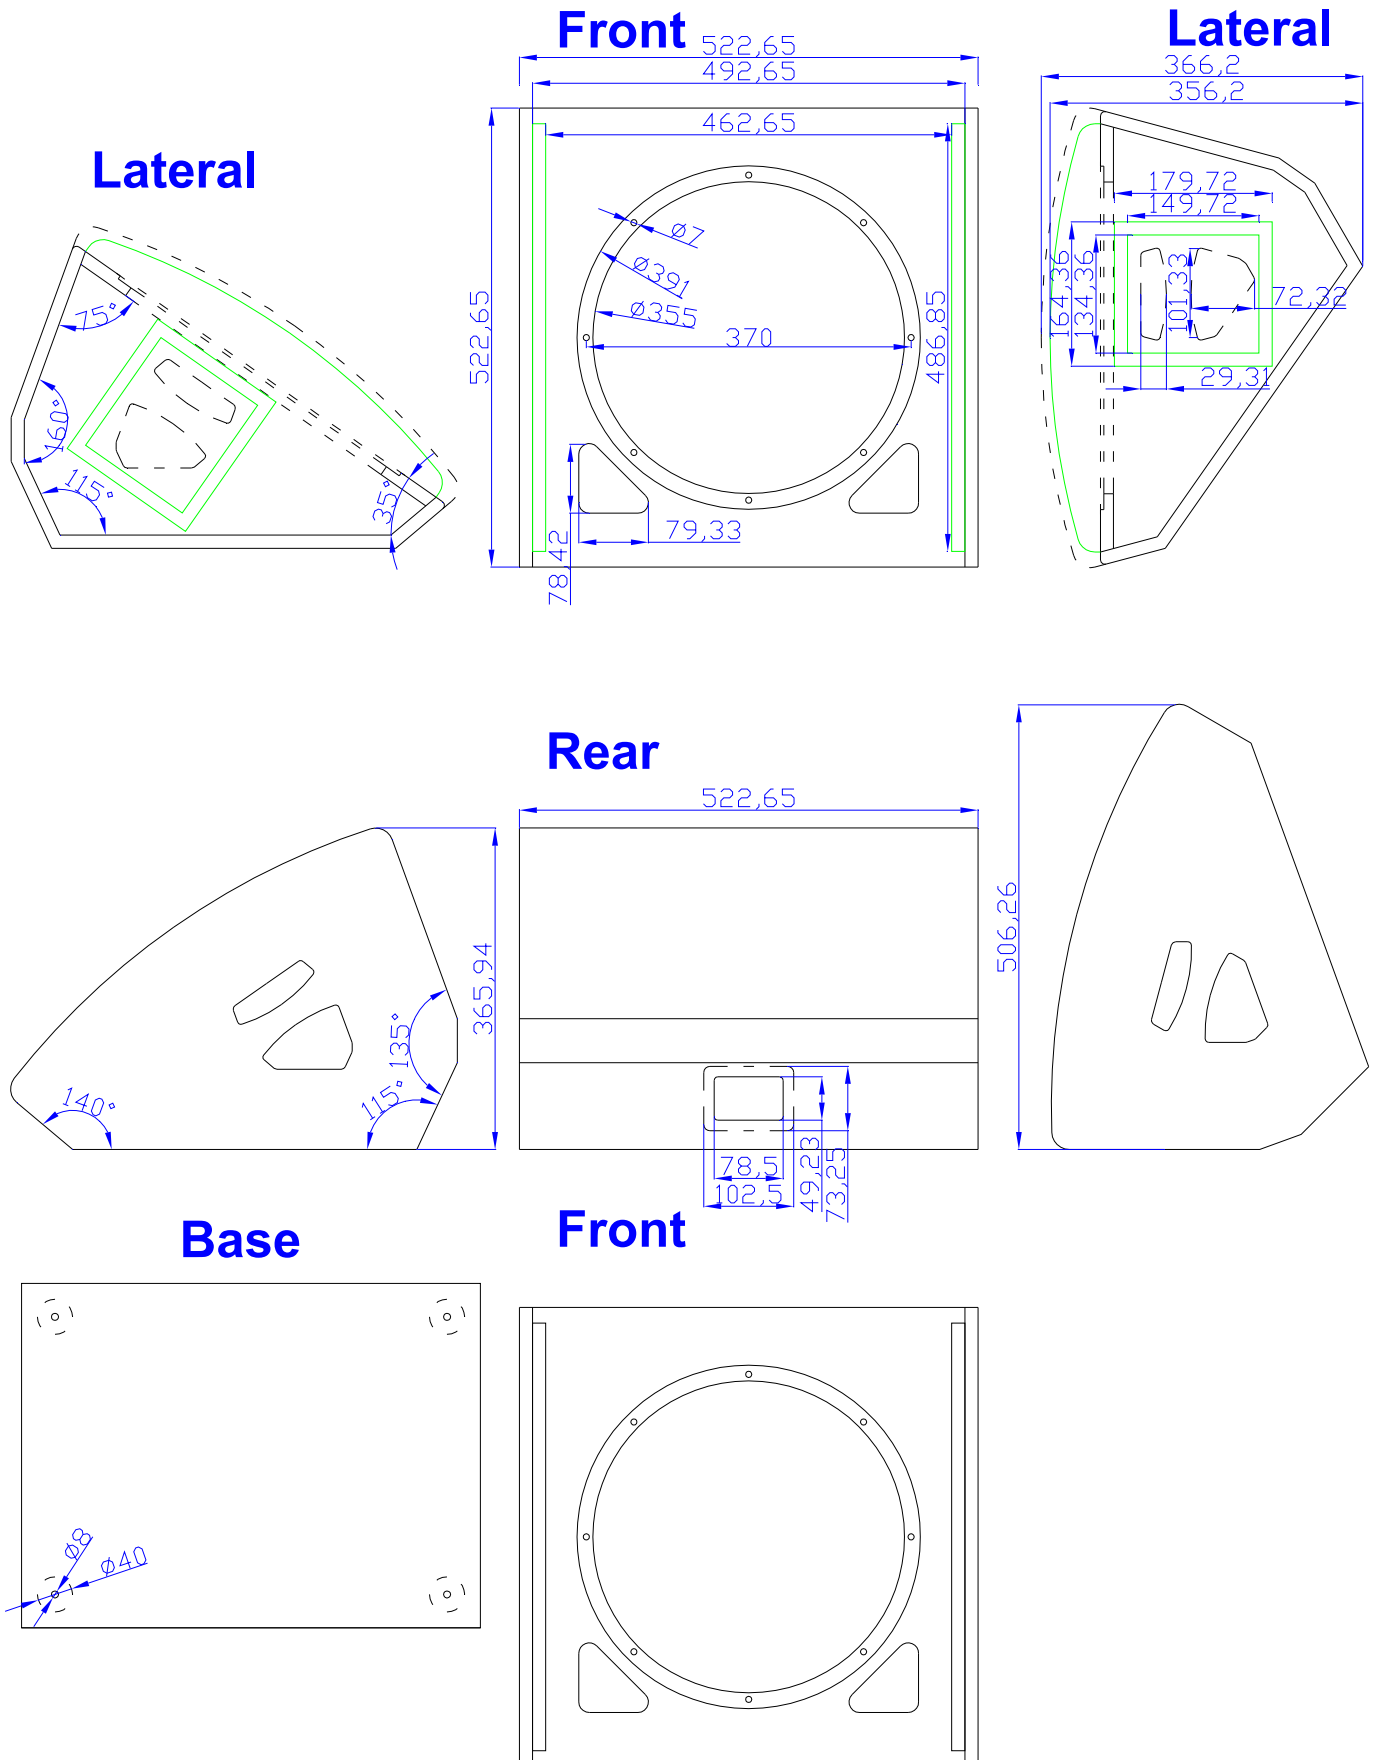 Front
522,65
492,65
462,65
Lateral
366,2
356,2
Lateral
179,72
149,72
164,36
134,36
101,33
72,32
29,31
ø7
ø391
ø355
370
522,65
486,85
79,33
78,42
75°
160°
115°
35°
Rear
522,65
506,26
365,94
140°
135°
115°
78,5
102,5
49,23
73,25
Base
Front
ø8
ø40